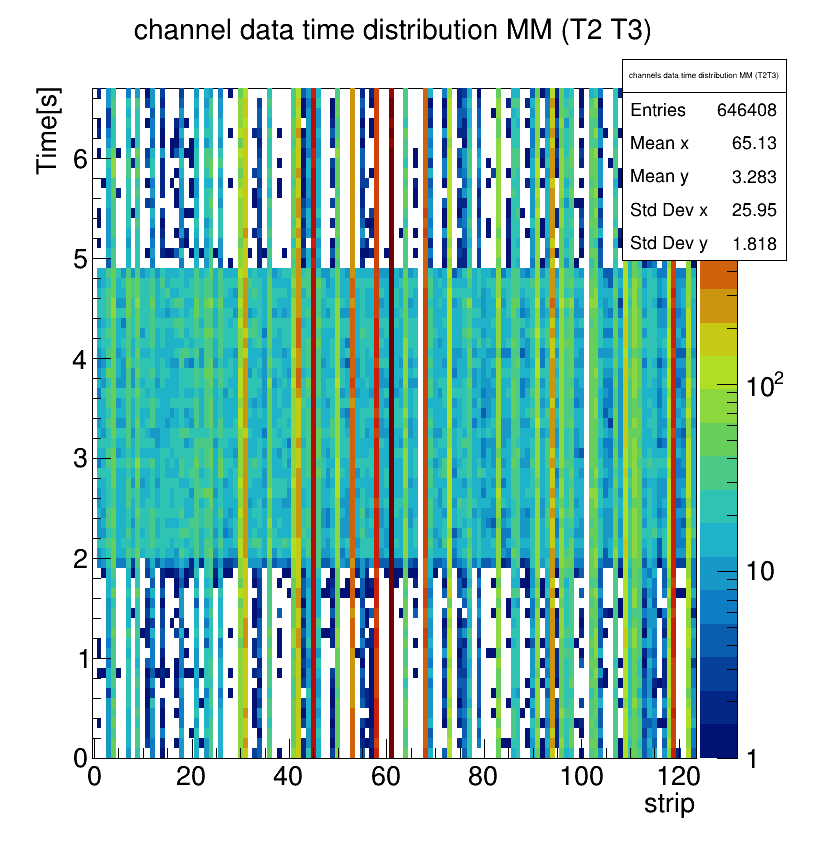 channel data time distribution MM (T2 T3)
channels data time distribution MM (T2T3)
Entries 646408
Mean x 65.13
Mean y 3.283
Std Dev x 25.95
Std Dev y 1.818
Time[s]
6
5
4
3
2
1
0
0 20 40 60 80 100 120
strip
10²
10
1